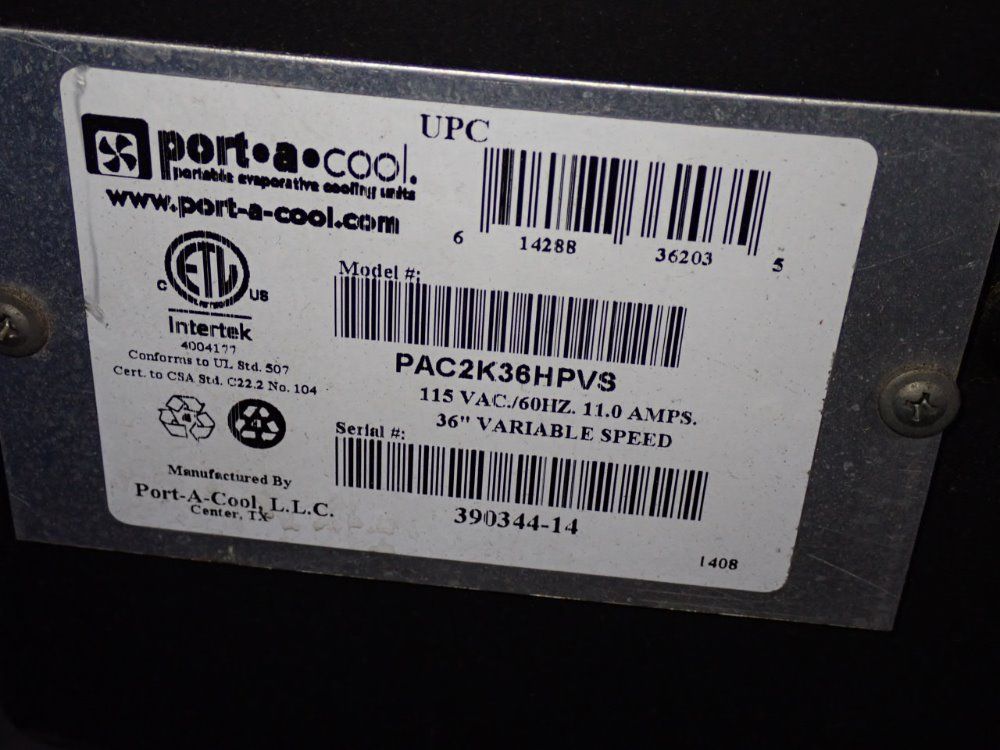 UPC
port•a•cool.
portable evaporative cooling units
www.port-a-cool.com
6 14288 36203 5
C ETL US
Intertek
4004177
Conforms to UL Std. 507
Cert. to CSA Std. C22.2 No. 104
Model #:
PAC2K36HPVS
115 VAC./60HZ. 11.0 AMPS.
36" VARIABLE SPEED
Serial #:
390344-14
Manufactured By
Port-A-Cool, L.L.C.
Center, TX
1408